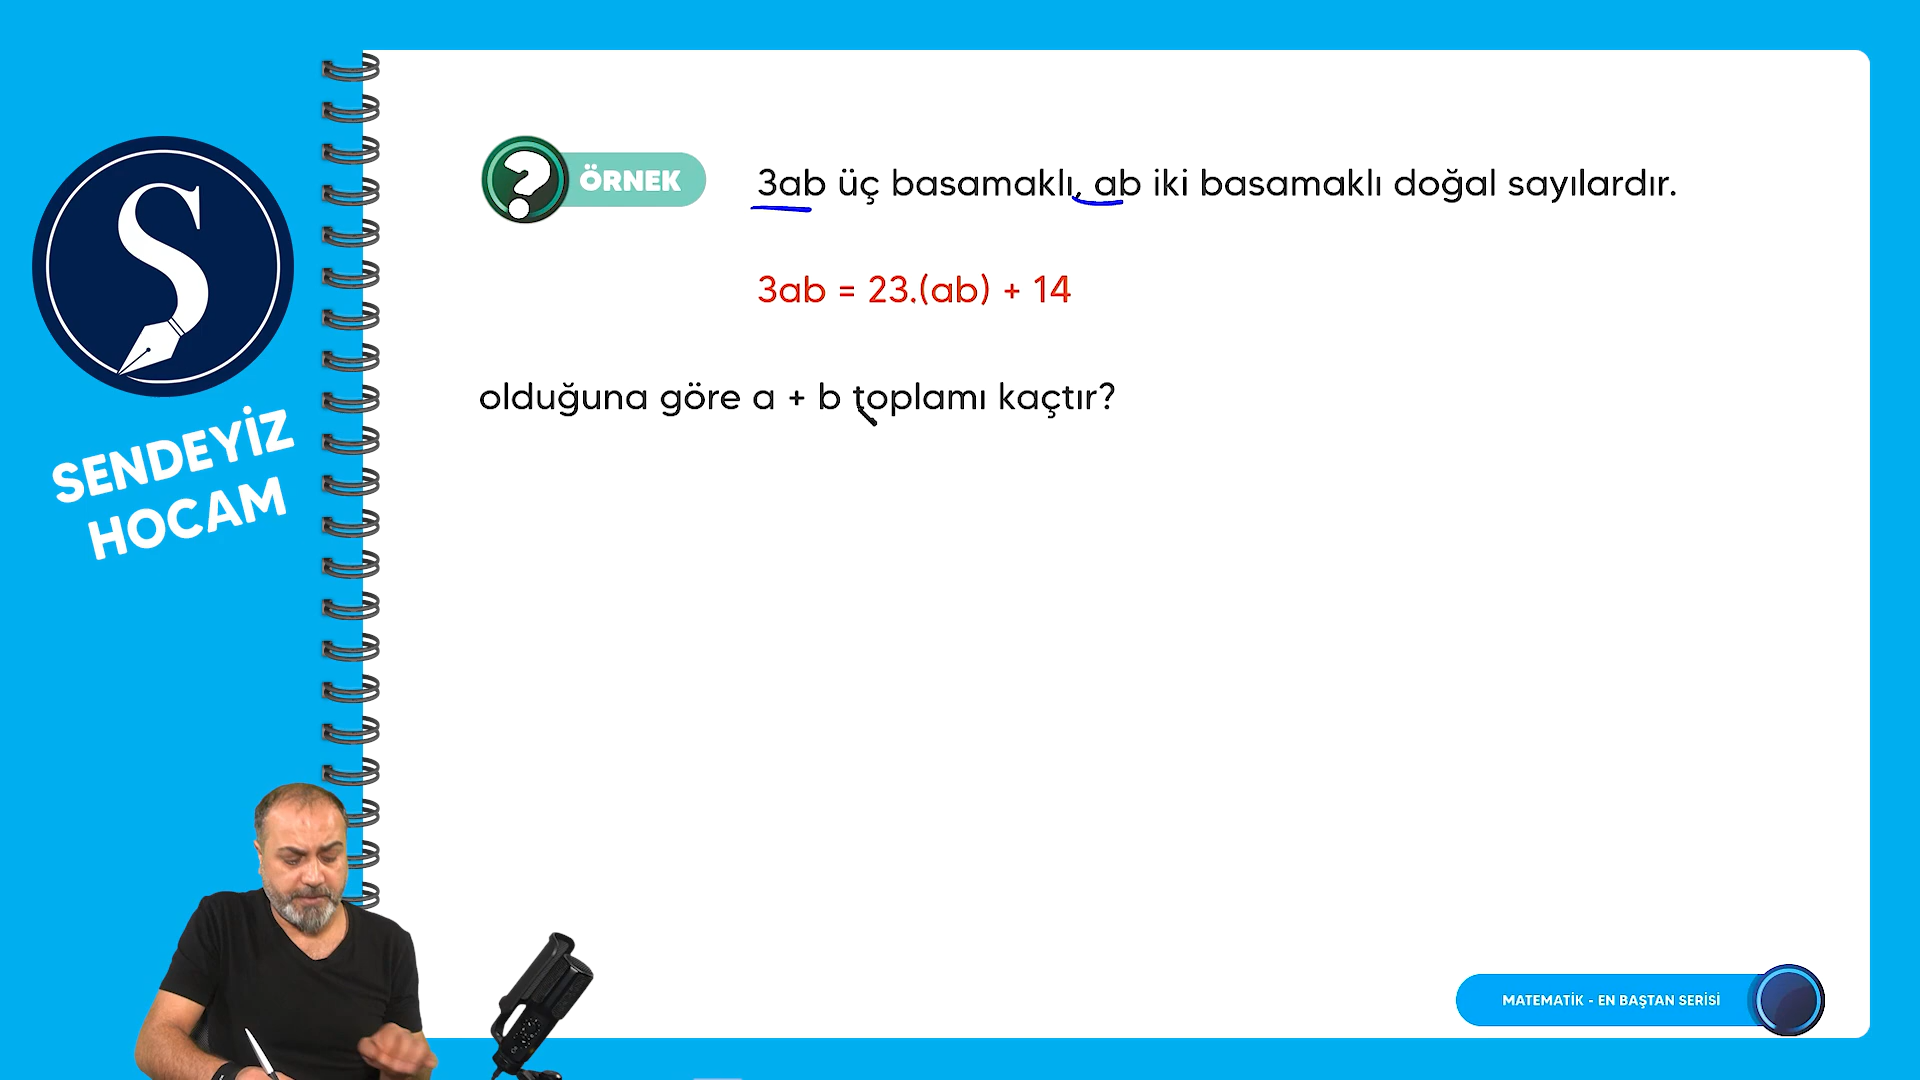 ÖRNEK
3ab üç basamaklı, ab iki basamaklı doğal sayılardır.
3ab = 23.(ab) + 14
olduğuna göre a + b toplamı kaçtır?
S
SENDEYİZ
HOCAM
MATEMATİK - EN BAŞTAN SERİSİ